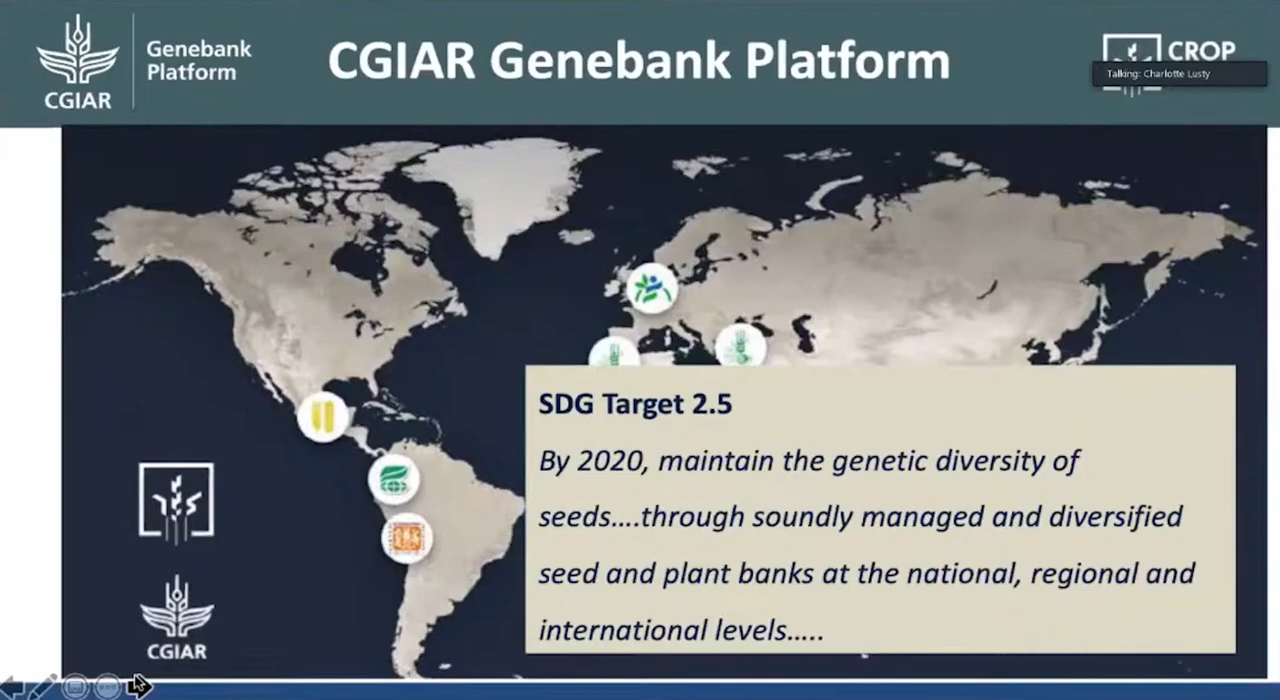 Genebank
Platform
CGIAR
CGIAR Genebank Platform
CROP
Talking: Charlotte Lusty
SDG Target 2.5
By 2020, maintain the genetic diversity of
seeds....through soundly managed and diversified
seed and plant banks at the national, regional and
international levels.....
CGIAR